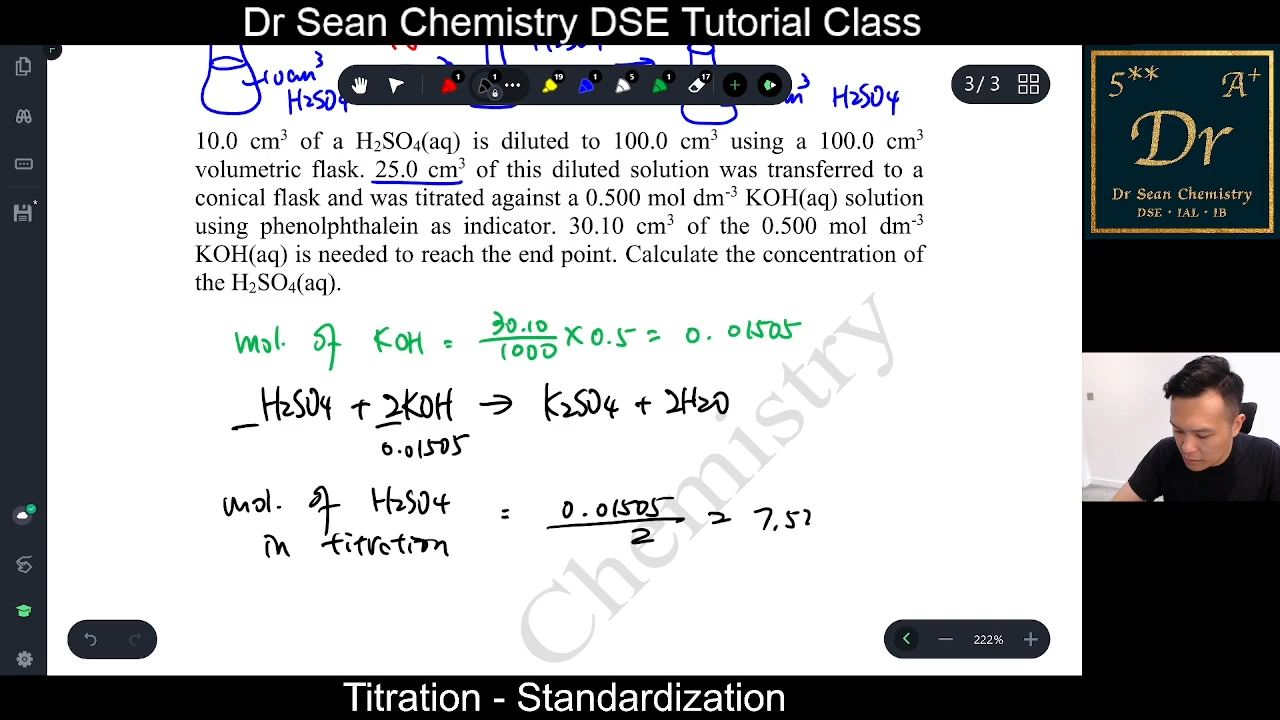 Dr Sean Chemistry DSE Tutorial Class
10cm³
H2SO4
H2SO4
3/3
10.0 cm³ of a H₂SO₄(aq) is diluted to 100.0 cm³ using a 100.0 cm³
volumetric flask. 25.0 cm³ of this diluted solution was transferred to a
conical flask and was titrated against a 0.500 mol dm⁻³ KOH(aq) solution
using phenolphthalein as indicator. 30.10 cm³ of the 0.500 mol dm⁻³
KOH(aq) is needed to reach the end point. Calculate the concentration of
the H₂SO₄(aq).
mol. of KOH = 30.10/1000 × 0.5 = 0.01505
_H2SO4 + 2KOH → K2SO4 + 2H2O
0.01505
mol. of H2SO4
in titration
= 0.01505/2 = 7.52
Chemistry
222%
5** A+
Dr
Dr Sean Chemistry
DSE · IAL · IB
Titration - Standardization